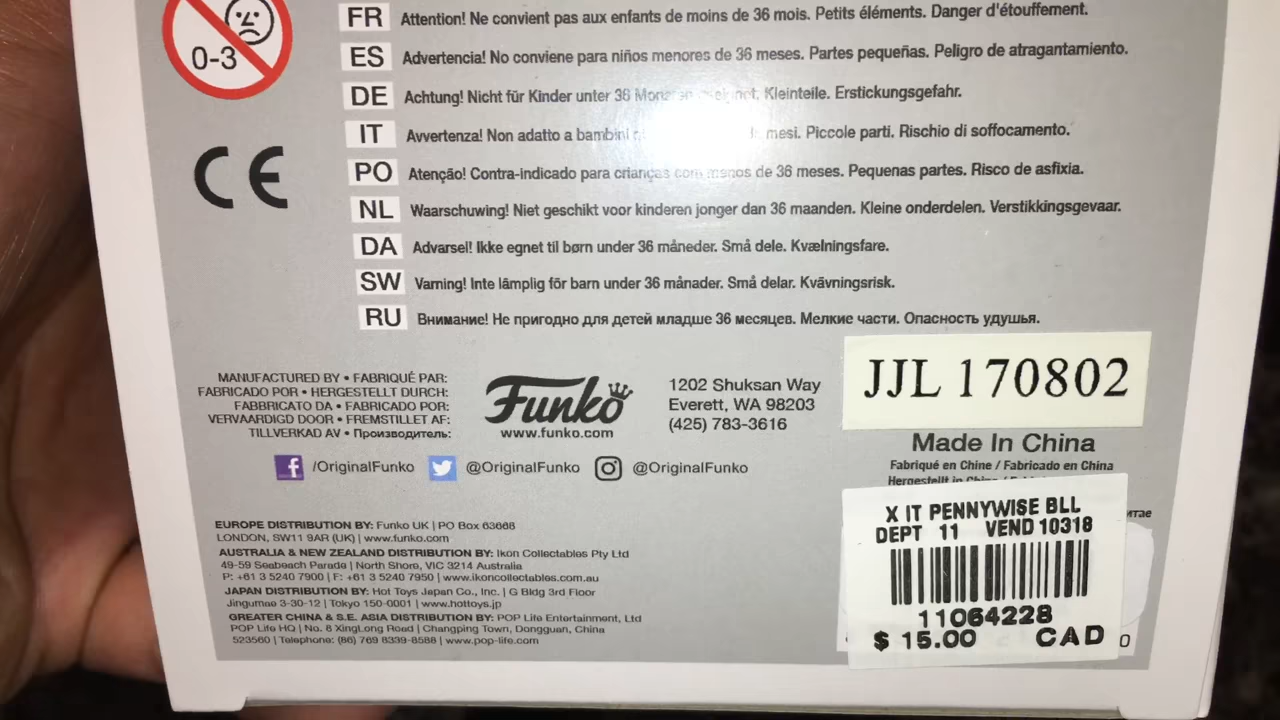 0-3
FR Attention! Ne convient pas aux enfants de moins de 36 mois. Petits éléments. Danger d'étouffement.
ES Advertencia! No conviene para niños menores de 36 meses. Partes pequeñas. Peligro de atragantamiento.
DE Achtung! Nicht für Kinder unter 36 Kleinteile. Erstickungsgefahr.
IT Avvertenza! Non adatto a bambini mesi. Piccole parti. Rischio di soffocamento.
CE
PO Atenção! Contra-indicado para crianças com menos de 36 meses. Pequenas partes. Risco de asfixia.
NL Waarschuwing! Niet geschikt voor kinderen jonger dan 36 maanden. Kleine onderdelen. Verstikkingsgevaar.
DA Advarsel! Ikke egnet til børn under 36 måneder. Små dele. Kvælningsfare.
SW Varning! Inte lämplig för barn under 36 månader. Små delar. Kvävningsrisk.
RU Внимание! Не пригодно для детей младше 36 месяцев. Мелкие части. Опасность удушья.
MANUFACTURED BY • FABRIQUÉ PAR:
FABRICADO POR • HERGESTELLT DURCH:
FABBRICATO DA • FABRICADO POR:
VERVAARDIGD DOOR • FREMSTILLET AF:
TILLVERKAD AV • Производитель:
Funko
www.funko.com
1202 Shuksan Way
Everett, WA 98203
(425) 783-3616
JJL 170802
Made In China
Fabriqué en Chine / Fabricado en China
Hergestellt in
f /OriginalFunko @OriginalFunko @OriginalFunko
X IT PENNYWISE BLL
DEPT 11 VEND 10318
11064228
$ 15.00 CAD
EUROPE DISTRIBUTION BY: Funko UK | PO Box 63668
LONDON, SW11 9AR (UK) | www.funko.com
AUSTRALIA & NEW ZEALAND DISTRIBUTION BY: Ikon Collectables Pty Ltd
49-59 Seabeach Parade | North Shore, VIC 3214 Australia
P: +61 3 5240 7900 | F: +61 3 5240 7950 | www.ikoncollectables.com.au
JAPAN DISTRIBUTION BY: Hot Toys Japan Co., Inc. | G Bldg 3rd Floor
Jingumae 3-30-12 | Tokyo 150-0001 | www.hottoys.jp
GREATER CHINA & S.E. ASIA DISTRIBUTION BY: POP Life Entertainment, Ltd
POP Life HQ | No. 8 XingLong Road | Changping Town, Dongguan, China
523560 | Telephone: (86) 769 8339-8588 | www.pop-life.com